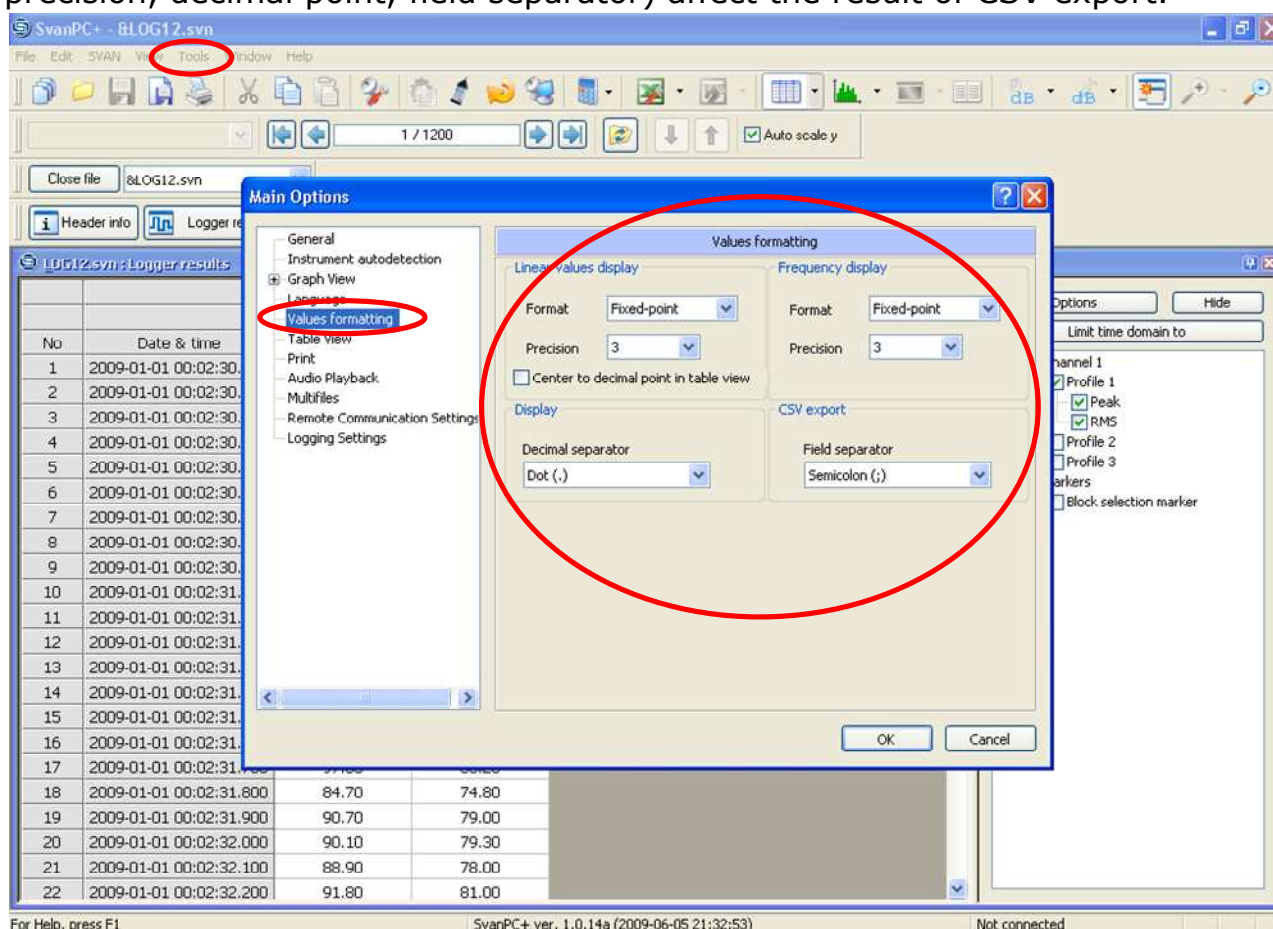 precision, decimal point, field separator) affect the result of CSV export.
SvanPC+ - &LOG12.svn
File Edit SVAN View Tools Window Help
dB dB
1 / 1200 Auto scale y
Close file &LOG12.svn
Header info Logger re
LOG12.svn : Logger results
No Date & time
1 2009-01-01 00:02:30.
2 2009-01-01 00:02:30.
3 2009-01-01 00:02:30.
4 2009-01-01 00:02:30.
5 2009-01-01 00:02:30.
6 2009-01-01 00:02:30.
7 2009-01-01 00:02:30.
8 2009-01-01 00:02:30.
9 2009-01-01 00:02:30.
10 2009-01-01 00:02:31.
11 2009-01-01 00:02:31.
12 2009-01-01 00:02:31.
13 2009-01-01 00:02:31.
14 2009-01-01 00:02:31.
15 2009-01-01 00:02:31.
16 2009-01-01 00:02:31.
17 2009-01-01 00:02:31.
18 2009-01-01 00:02:31.800 84.70 74.80
19 2009-01-01 00:02:31.900 90.70 79.00
20 2009-01-01 00:02:32.000 90.10 79.30
21 2009-01-01 00:02:32.100 88.90 78.00
22 2009-01-01 00:02:32.200 91.80 81.00
Main Options
General
Instrument autodetection
Graph View
Language
Values formatting
Table View
Print
Audio Playback
Multifiles
Remote Communication Settings
Logging Settings
Values formatting
Linear values display
Format Fixed-point
Precision 3
Center to decimal point in table view
Frequency display
Format Fixed-point
Precision 3
Display
Decimal separator
Dot (.)
CSV export
Field separator
Semicolon (;)
OK Cancel
Options Hide
Limit time domain to
hannel 1
Profile 1
Peak
RMS
Profile 2
Profile 3
arkers
Block selection marker
For Help, press F1 SvanPC+ ver. 1.0.14a (2009-06-05 21:32:53) Not connected